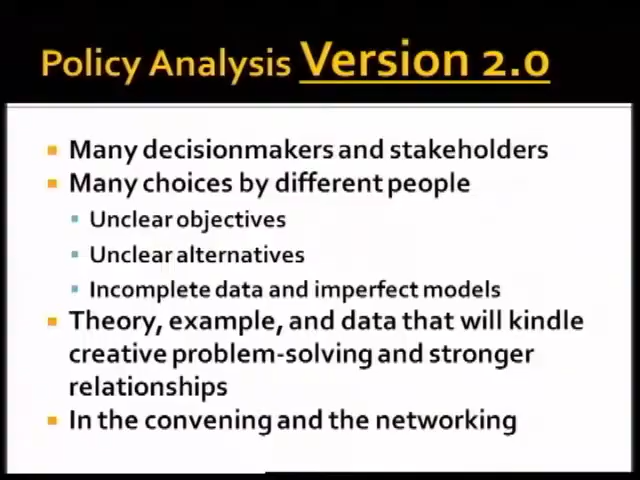 Policy Analysis Version 2.0
Many decisionmakers and stakeholders
Many choices by different people
Unclear objectives
Unclear alternatives
Incomplete data and imperfect models
Theory, example, and data that will kindle
creative problem-solving and stronger
relationships
In the convening and the networking